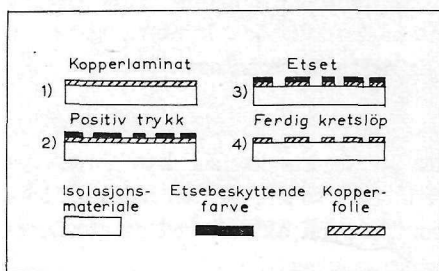 Kopperlaminat
1)
Positiv trykk
2)
Etset
3)
Ferdig kretslöp
4)
Isolasjons-
materiale
Etsebeskyttende
farve
Kopper-
folie